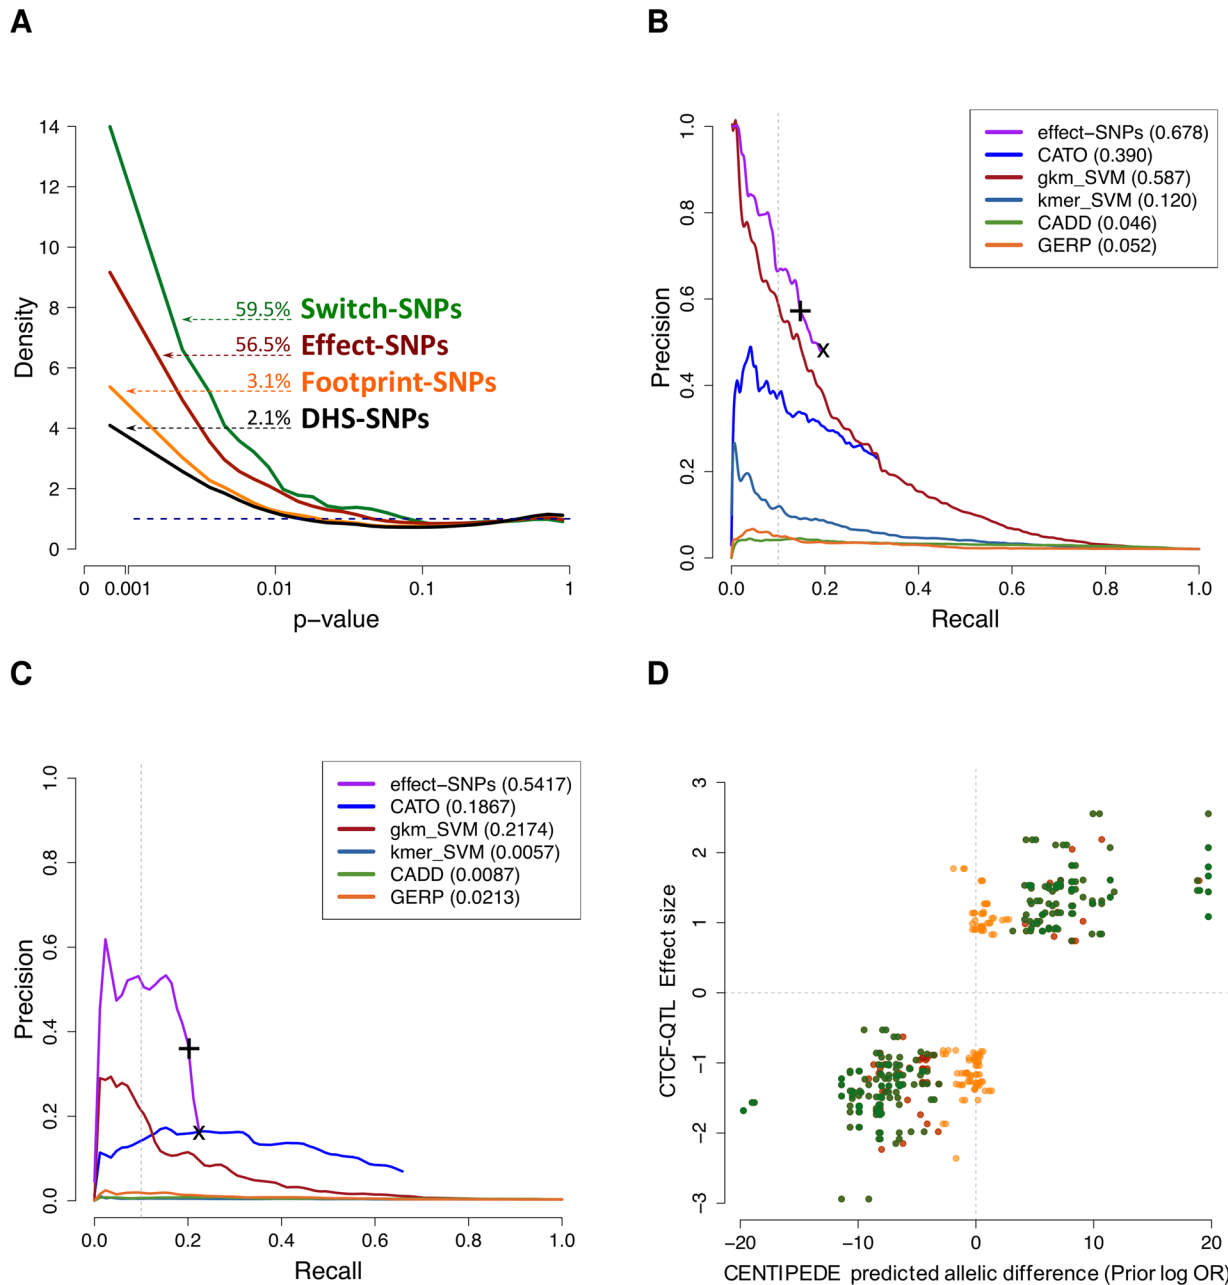 A
14
12
10
8
6
4
2
0
Density
59.5% Switch-SNPs
56.5% Effect-SNPs
3.1% Footprint-SNPs
2.1% DHS-SNPs
0 0.001 0.01 0.1 1
p-value
B
1.0
0.8
0.6
0.4
0.2
0.0
Precision
effect-SNPs (0.678)
CATO (0.390)
gkm_SVM (0.587)
kmer_SVM (0.120)
CADD (0.046)
GERP (0.052)
x
0.0 0.2 0.4 0.6 0.8 1.0
Recall
C
1.0
0.8
0.6
0.4
0.2
0.0
Precision
effect-SNPs (0.5417)
CATO (0.1867)
gkm_SVM (0.2174)
kmer_SVM (0.0057)
CADD (0.0087)
GERP (0.0213)
x
0.0 0.2 0.4 0.6 0.8 1.0
Recall
D
3
2
1
0
−1
−2
−3
CTCF-QTL Effect size
−20 −10 0 10 20
CENTIPEDE predicted allelic difference (Prior log OR)